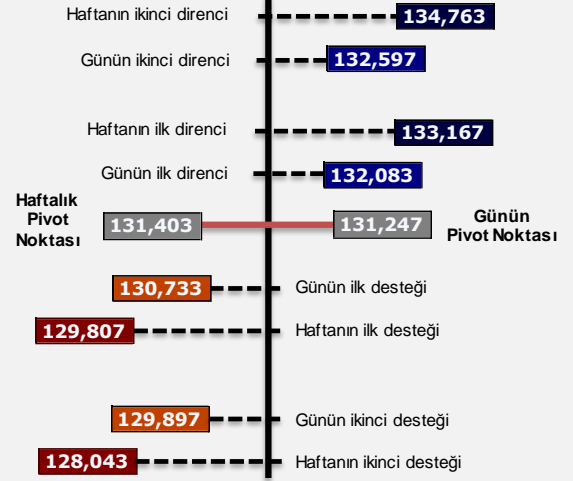 Haftanın ikinci direnci 134,763
Günün ikinci direnci 132,597
Haftanın ilk direnci 133,167
Günün ilk direnci 132,083
Haftalık
Pivot
Noktası
131,403
131,247
Günün
Pivot Noktası
130,733 Günün ilk desteği
129,807 Haftanın ilk desteği
129,897 Günün ikinci desteği
128,043 Haftanın ikinci desteği